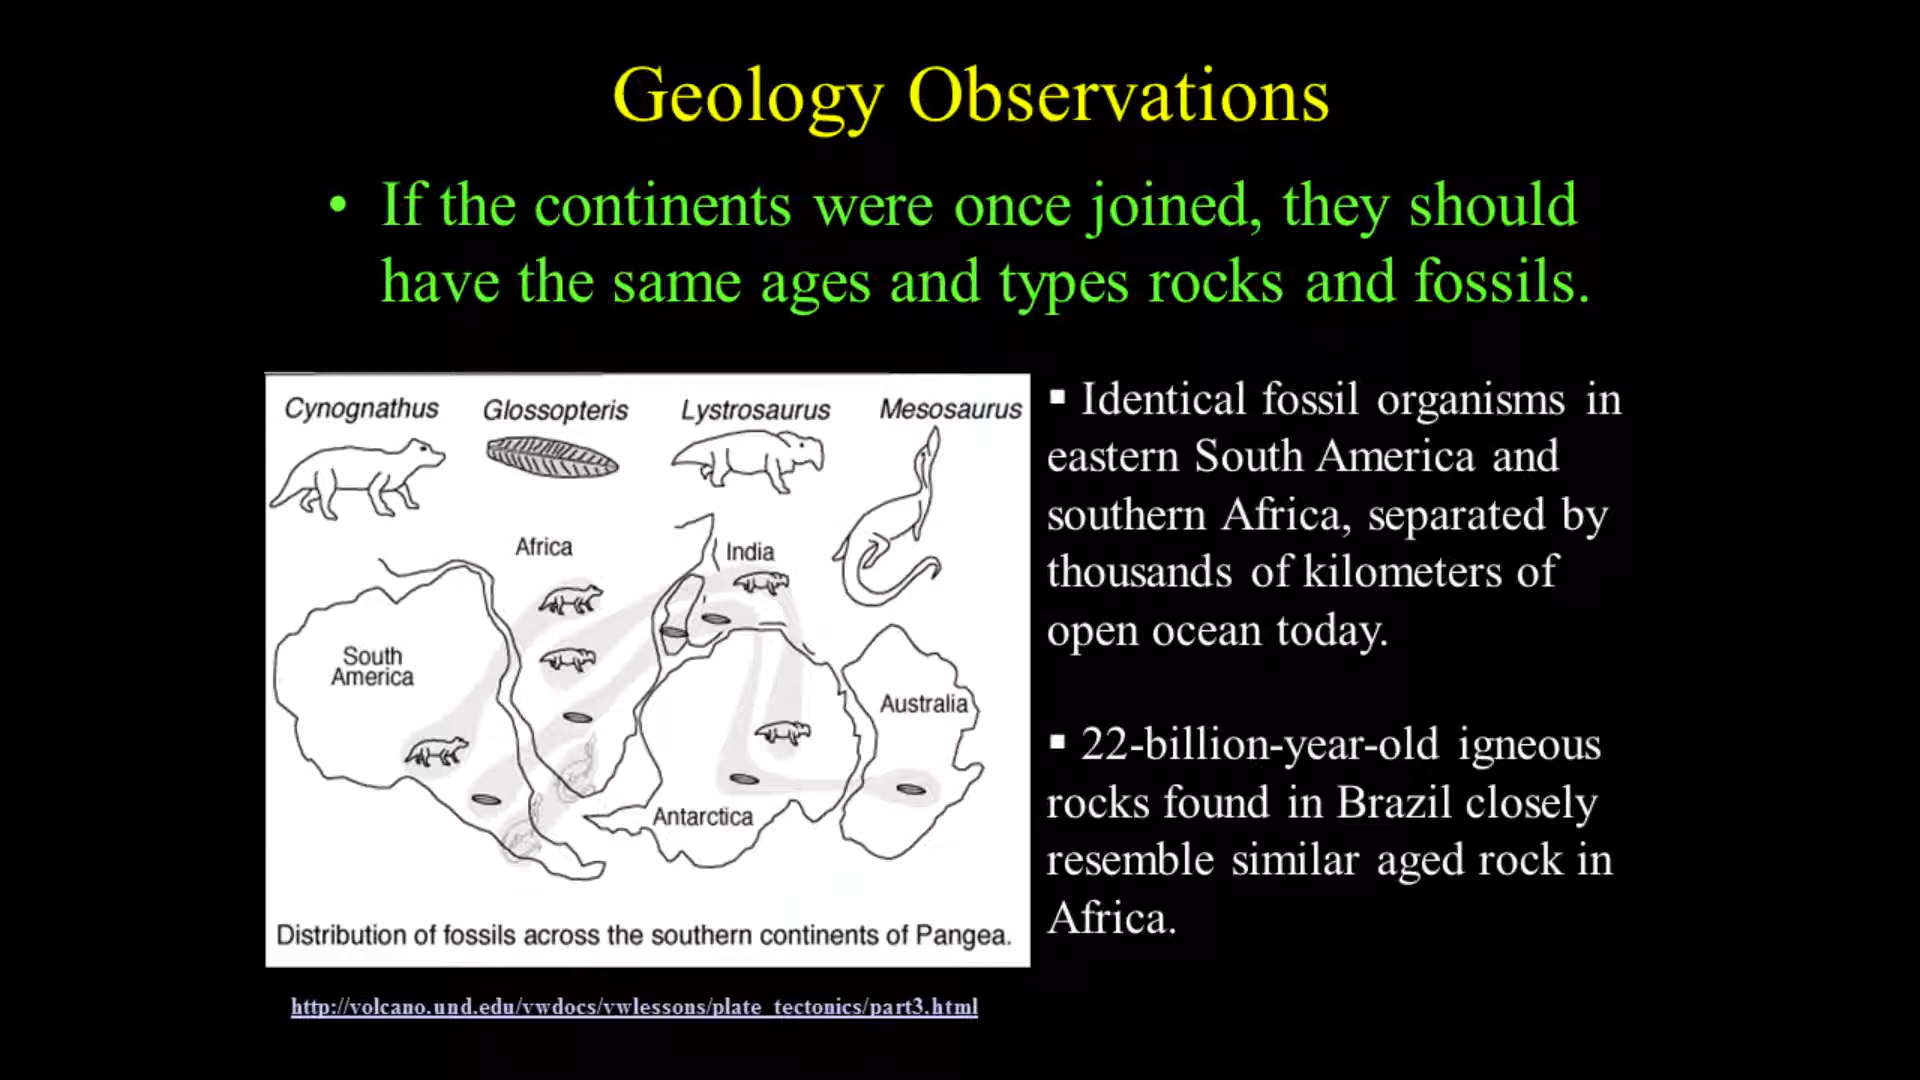 Geology Observations
• If the continents were once joined, they should
have the same ages and types rocks and fossils.
Cynognathus Glossopteris Lystrosaurus Mesosaurus
Africa
India
South
America
Australia
Antarctica
Distribution of fossils across the southern continents of Pangea.
http://volcano.und.edu/vwdocs/vwlessons/plate_tectonics/part3.html
▪ Identical fossil organisms in
eastern South America and
southern Africa, separated by
thousands of kilometers of
open ocean today.
▪ 22-billion-year-old igneous
rocks found in Brazil closely
resemble similar aged rock in
Africa.